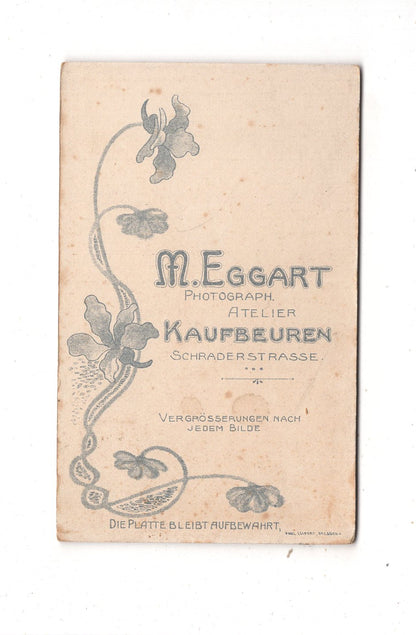 M. EGGART
PHOTOGRAPH.
ATELIER
KAUFBEUREN
SCHRADERSTRASSE.
VERGRÖSSERUNGEN NACH
JEDEM BILDE
DIE PLATTE BLEIBT AUFBEWAHRT,